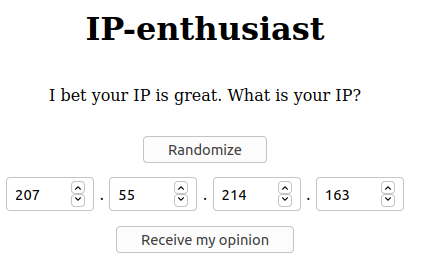 IP-enthusiast
I bet your IP is great. What is your IP?
Randomize
207 . 55 . 214 . 163
Receive my opinion